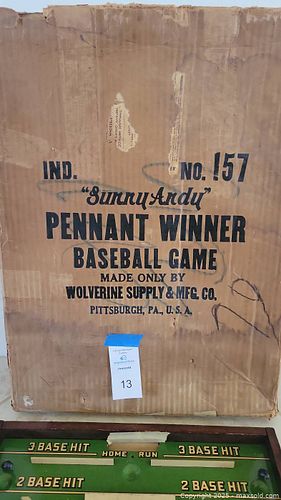 IND. NO. 157
"Sunny Andy"
PENNANT WINNER
BASEBALL GAME
MADE ONLY BY
WOLVERINE SUPPLY & MFG. CO.
PITTSBURGH, PA., U. S. A.
13
3 BASE HIT HOME RUN 3 BASE HIT
2 BASE HIT 2 BASE HIT
Copyright © 2025 - maxsold.com